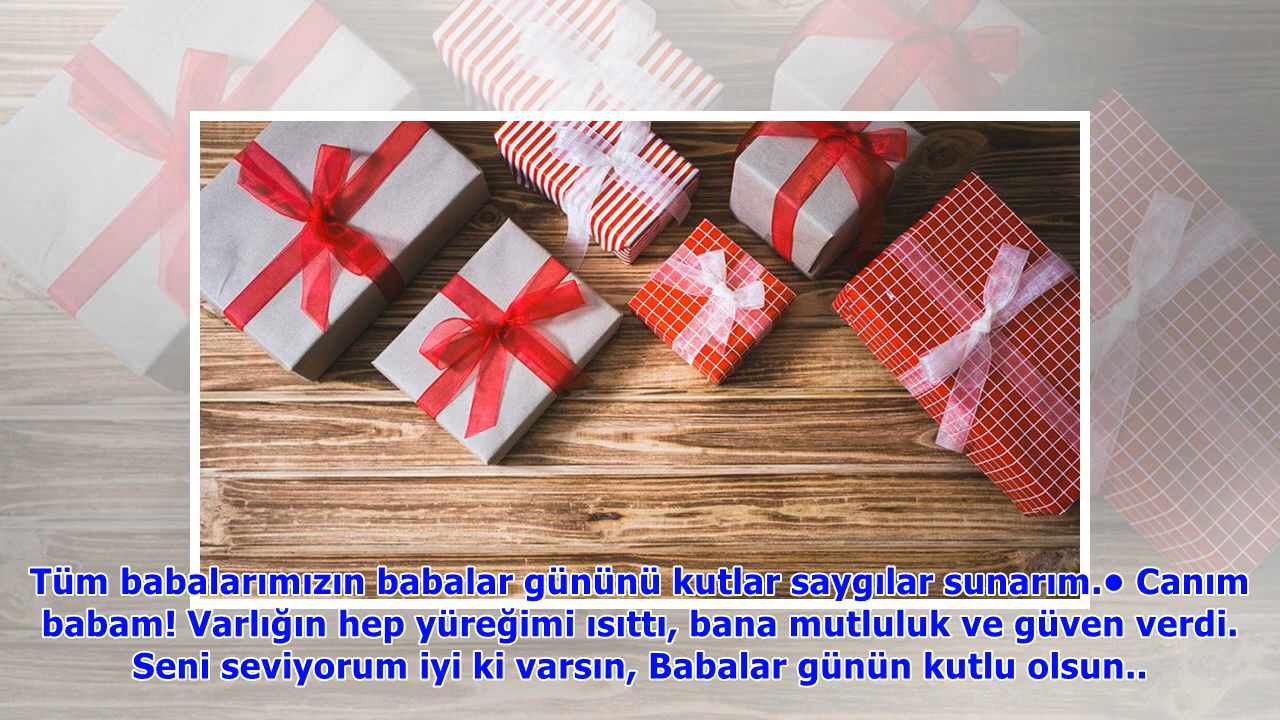 Tüm babalarımızın babalar gününü kutlar saygılar sunarım.● Canım
babam! Varlığın hep yüreğimi ısıttı, bana mutluluk ve güven verdi.
Seni seviyorum iyi ki varsın, Babalar günün kutlu olsun..